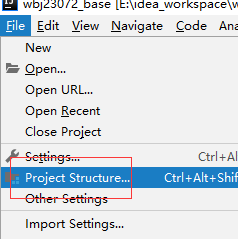 wbj23072_base [E:\idea_workspace\w
File Edit View Navigate Code Ana
New
Open...
Open URL...
Open Recent
Close Project
Settings... Ctrl+Al
Project Structure... Ctrl+Alt+Shif
Other Settings
Import Settings...